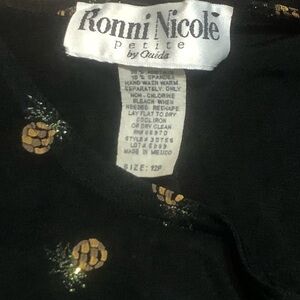 Ronni Nicole
petite
by Ouida
10% SPANDEX
HAND WASH WARM
SEPARATELY. ONLY
NON-CHLORINE
BLEACH WHEN
NEEDED. RESHAPE
LAY FLAT TO DRY
COOL IRON
OR DRY CLEAN
MADE IN MEXICO
SIZE: 12P